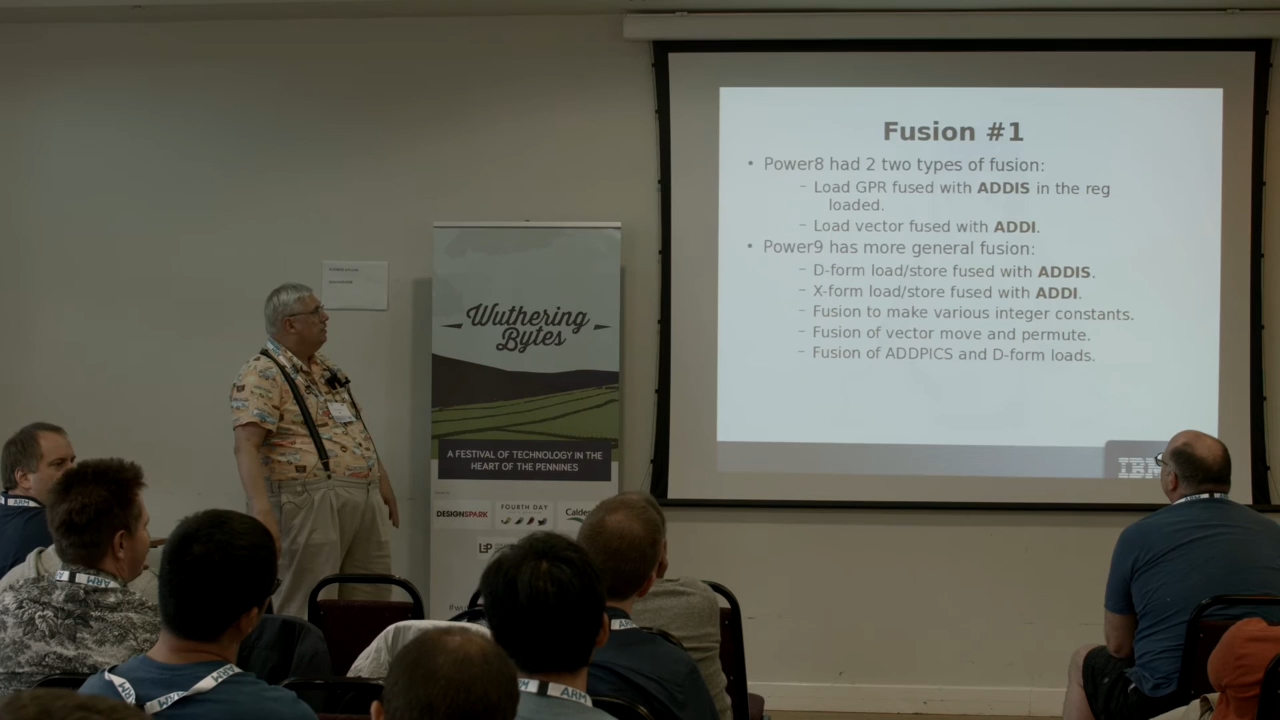 Fusion #1
• Power8 had 2 two types of fusion:
– Load GPR fused with ADDIS in the reg
loaded.
– Load vector fused with ADDI.
• Power9 has more general fusion:
– D-form load/store fused with ADDIS.
– X-form load/store fused with ADDI.
– Fusion to make various integer constants.
– Fusion of vector move and permute.
– Fusion of ADDPICS and D-form loads.
IBM
Wuthering
Bytes
A FESTIVAL OF TECHNOLOGY IN THE
HEART OF THE PENNINES
DESIGNSPARK
FOURTH DAY
ARM
ARM
ARM
ARM
ARM